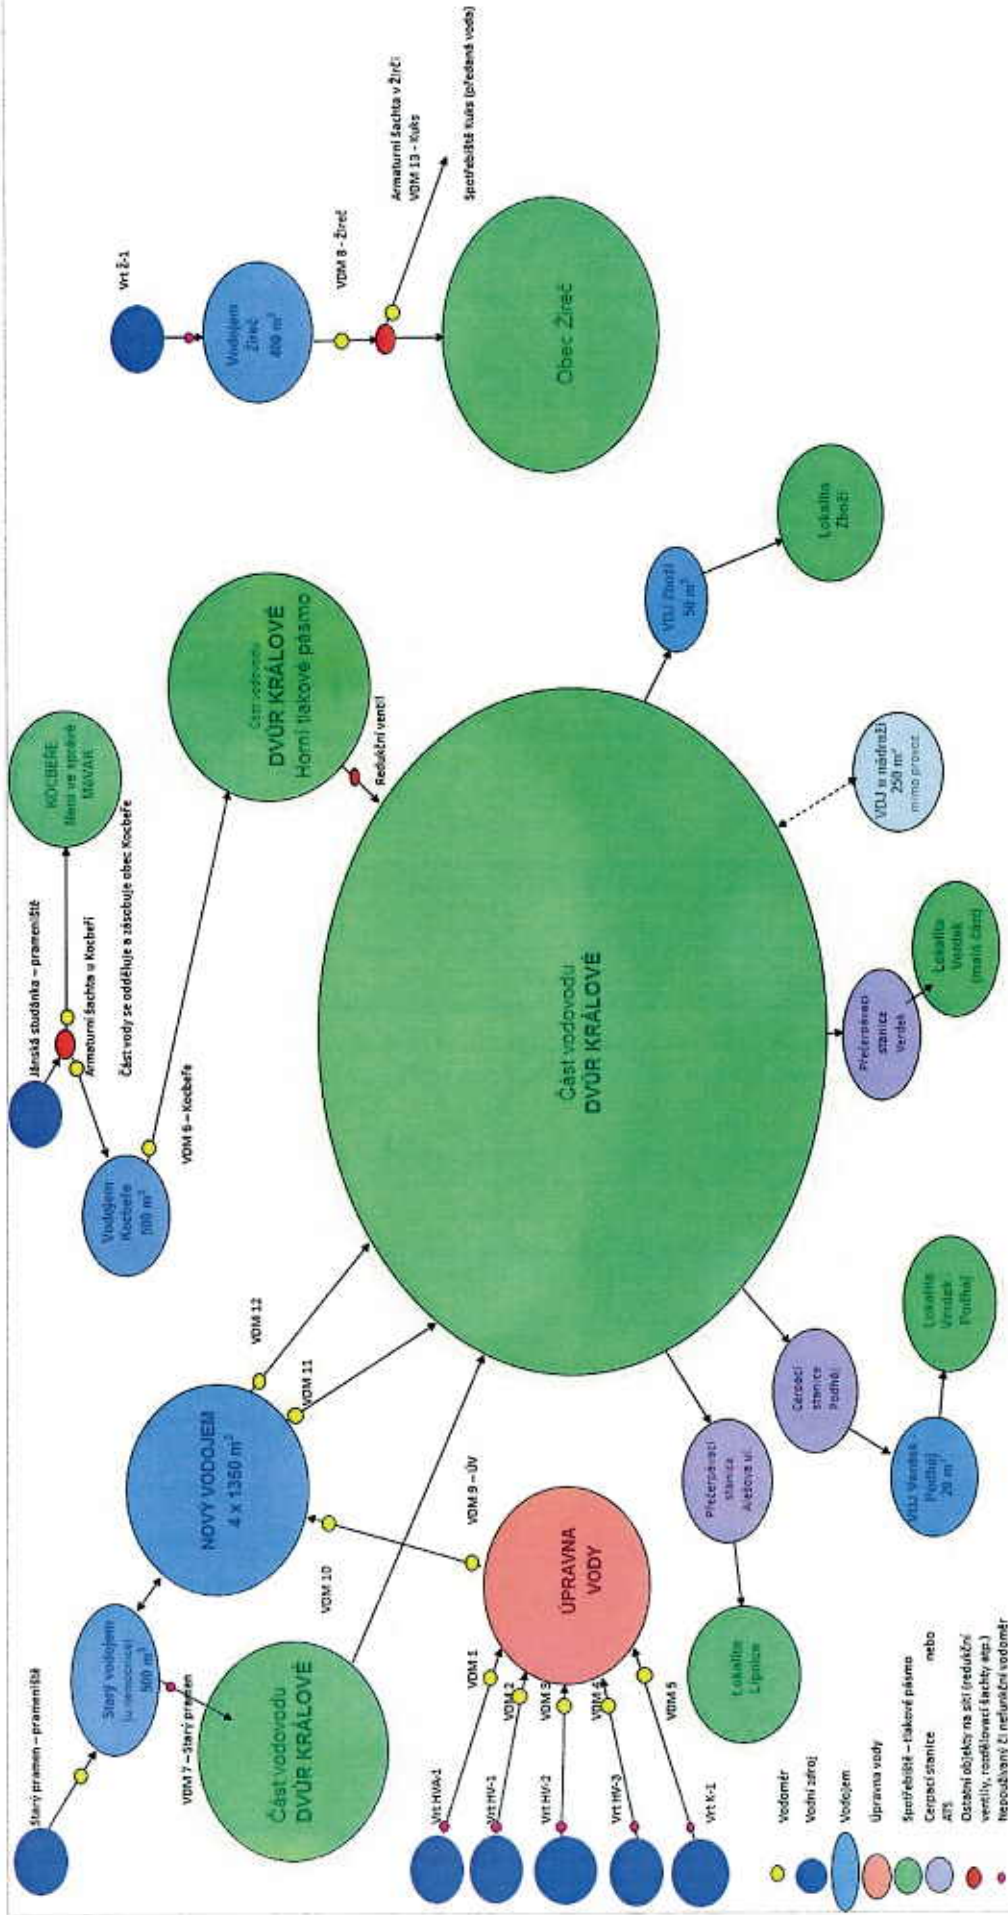 Starý pramen – prameniště
Starý vodojem
(u nemocnice)
500 m³
VDM 7 – Starý pramen
Část vodovodu
DVŮR KRÁLOVÉ
NOVÝ VODOJEM
4 x 1350 m³
VDM 12
VDM 11
VDM 10
VDM 9 – ÚV
ÚPRAVNA
VODY
VDM 1
VDM 2
VDM 3
VDM 4
VDM 5
Vrt HVA-1
Vrt HV-1
Vrt HV-2
Vrt HV-3
Vrt K-1
Jánská studánka – prameniště
Armaturní šachta u Kocbeří
Část vody se odděluje a zásobuje obec Kocbeře
KOCBEŘE
Není ve správě
MěVAK
Vodojem
Kocbeře
500 m³
VDM 6 – Kocbeře
Část vodovodu
DVŮR KRÁLOVÉ
Horní tlakové pásmo
Redukční ventil
Část vodovodu
DVŮR KRÁLOVÉ
Přečerpávací
stanice
Alešova ul.
Lokalita
Lipnice
Čerpací
stanice
Podháj
VDJ Verdek -
Podháj
20 m³
Lokalita
Verdek -
Podháj
Přečerpávací
stanice
Verdek
Lokalita
Verdek
(malá část)
VDJ u nádraží
250 m³
mimo provoz
VDJ Zboží
50 m³
Lokalita
Zboží
Vrt Ž-1
Vodojem
Žireč
400 m³
VDM 8 - Žireč
Armaturní šachta v Žirči
VDM 13 - Kuks
Spotřebiště Kuks (předaná voda)
Obec Žireč
Vodoměr
Vodní zdroj
Vodojem
Úpravna vody
Spotřebiště – tlakové pásmo
Čerpací stanice nebo
ATS
Ostatní objekty na síti (redukční
ventily, rozdělovací šachty atp.)
Nepoužívaný či nefunkční vodoměr